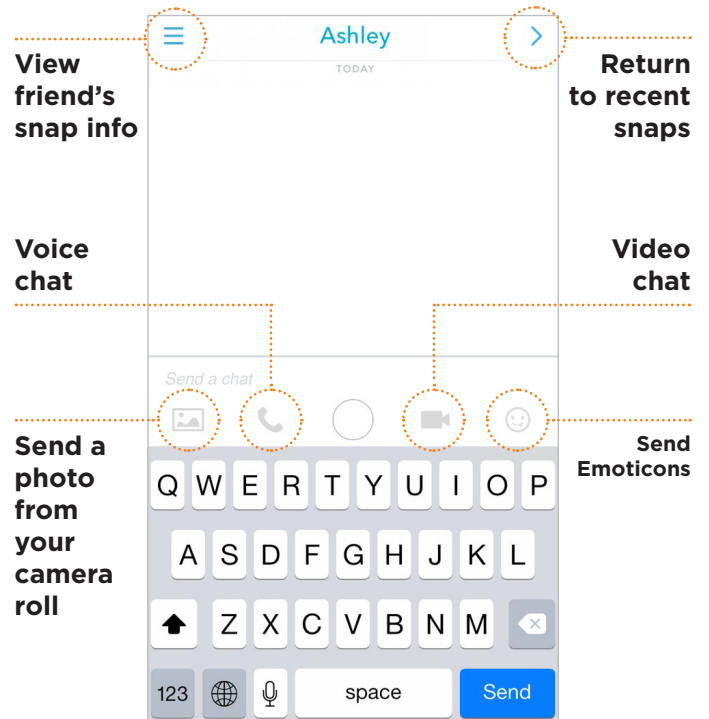 Ashley
TODAY
View
friend's
snap info
Return
to recent
snaps
Voice
chat
Video
chat
Send a chat
Send a
photo
from
your
camera
roll
Send
Emoticons
Q W E R T Y U I O P
A S D F G H J K L
Z X C V B N M
123 space Send